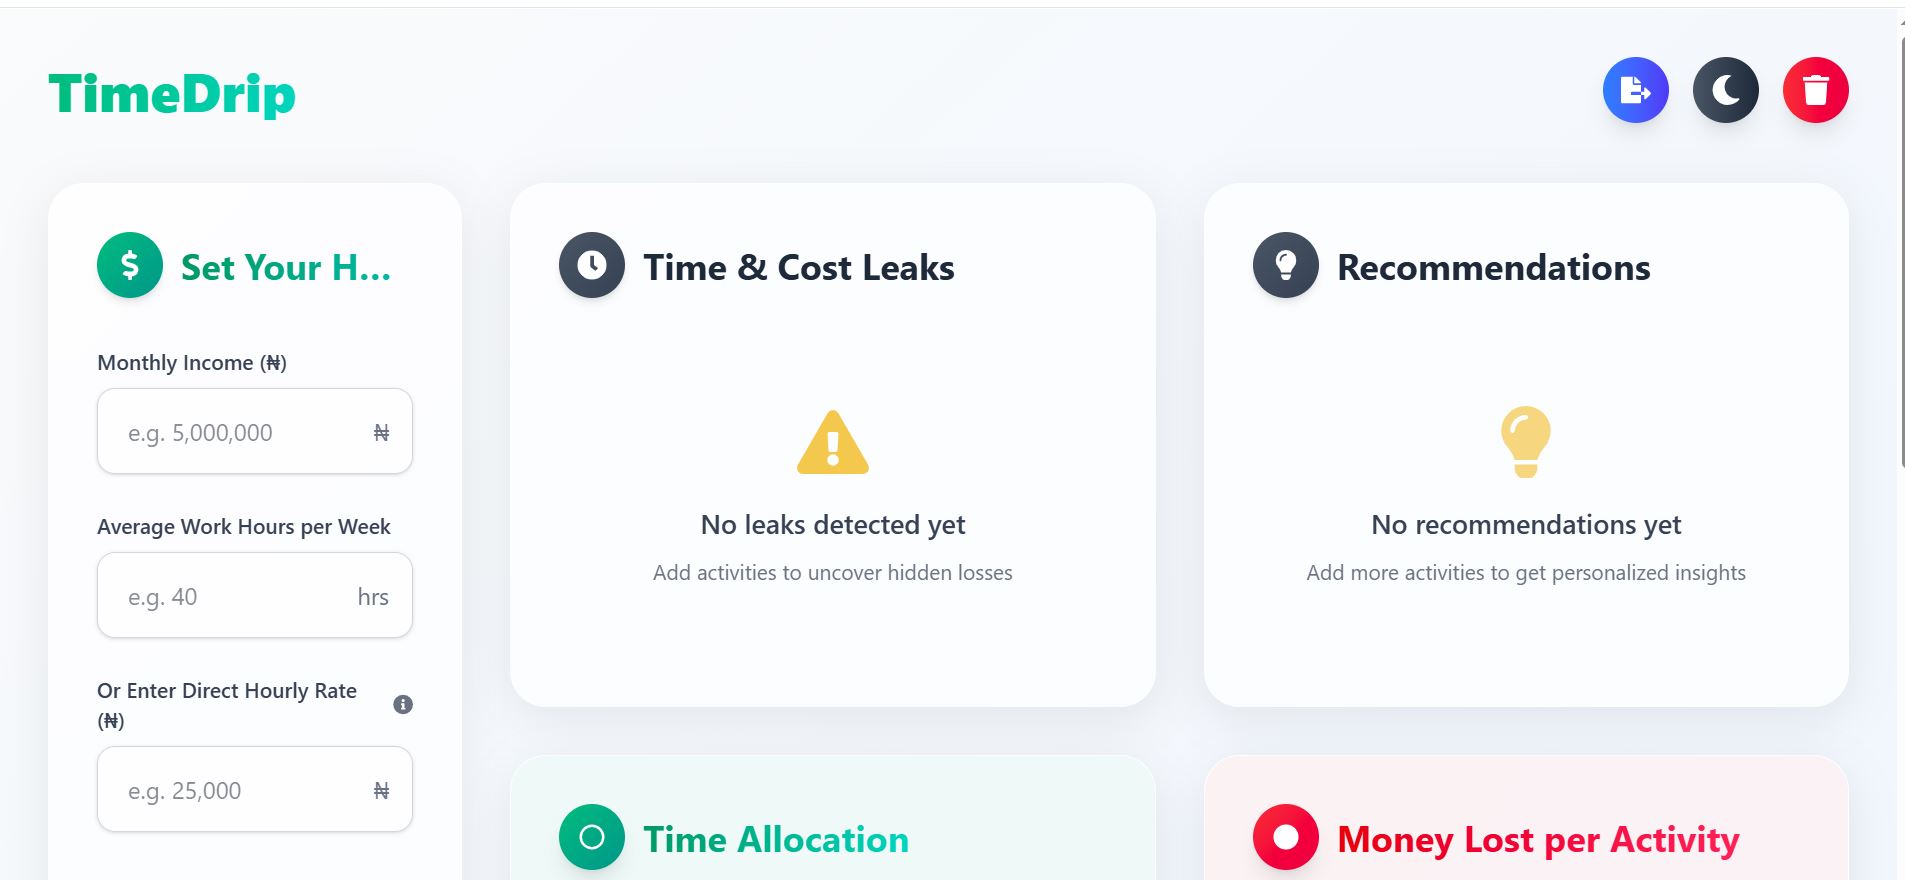 TimeDrip
Set Your H...
Monthly Income (₦)
e.g. 5,000,000 ₦
Average Work Hours per Week
e.g. 40 hrs
Or Enter Direct Hourly Rate
(₦)
e.g. 25,000 ₦
Time & Cost Leaks
No leaks detected yet
Add activities to uncover hidden losses
Recommendations
No recommendations yet
Add more activities to get personalized insights
Time Allocation
Money Lost per Activity